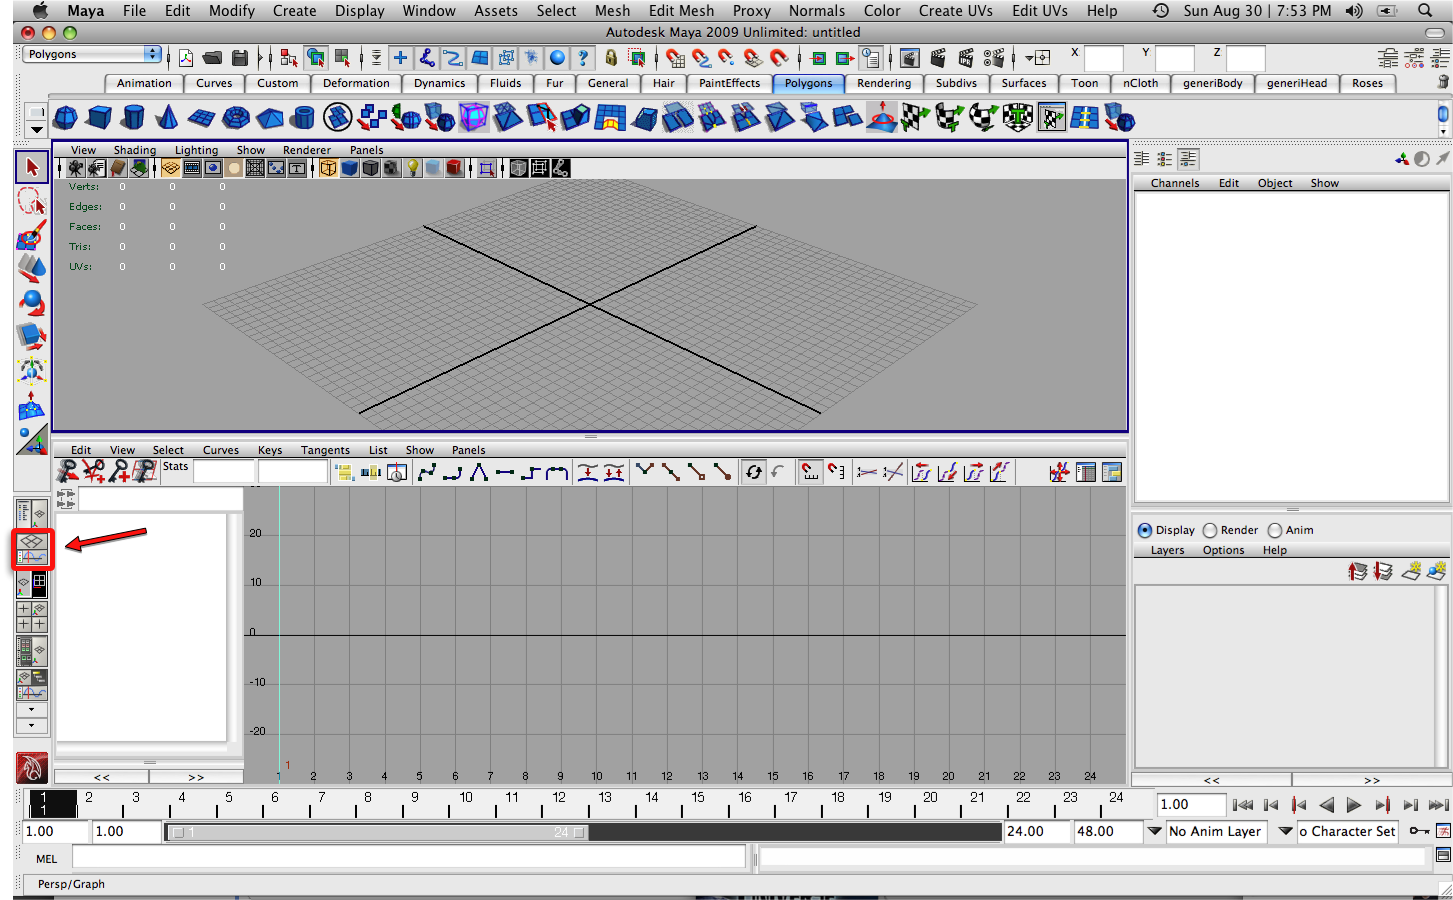 Maya File Edit Modify Create Display Window Assets Select Mesh Edit Mesh Proxy Normals Color Create UVs Edit UVs Help Sun Aug 30 | 7:53 PM
Autodesk Maya 2009 Unlimited: untitled
Polygons X Y Z
Animation Curves Custom Deformation Dynamics Fluids Fur General Hair PaintEffects Polygons Rendering Subdivs Surfaces Toon nCloth generiBody generiHead Roses
View Shading Lighting Show Renderer Panels
Verts: 0 0 0
Edges: 0 0 0
Faces: 0 0 0
Tris: 0 0 0
UVs: 0 0 0
Channels Edit Object Show
Edit View Select Curves Keys Tangents List Show Panels
Stats
20
10
0
-10
-20
1
1 2 3 4 5 6 7 8 9 10 11 12 13 14 15 16 17 18 19 20 21 22 23 24
<< >>
Display Render Anim
Layers Options Help
<< >>
1 2 3 4 5 6 7 8 9 10 11 12 13 14 15 16 17 18 19 20 21 22 23 24
1
1.00
1.00 1.00 1 24 24.00 48.00 No Anim Layer o Character Set
MEL
Persp/Graph